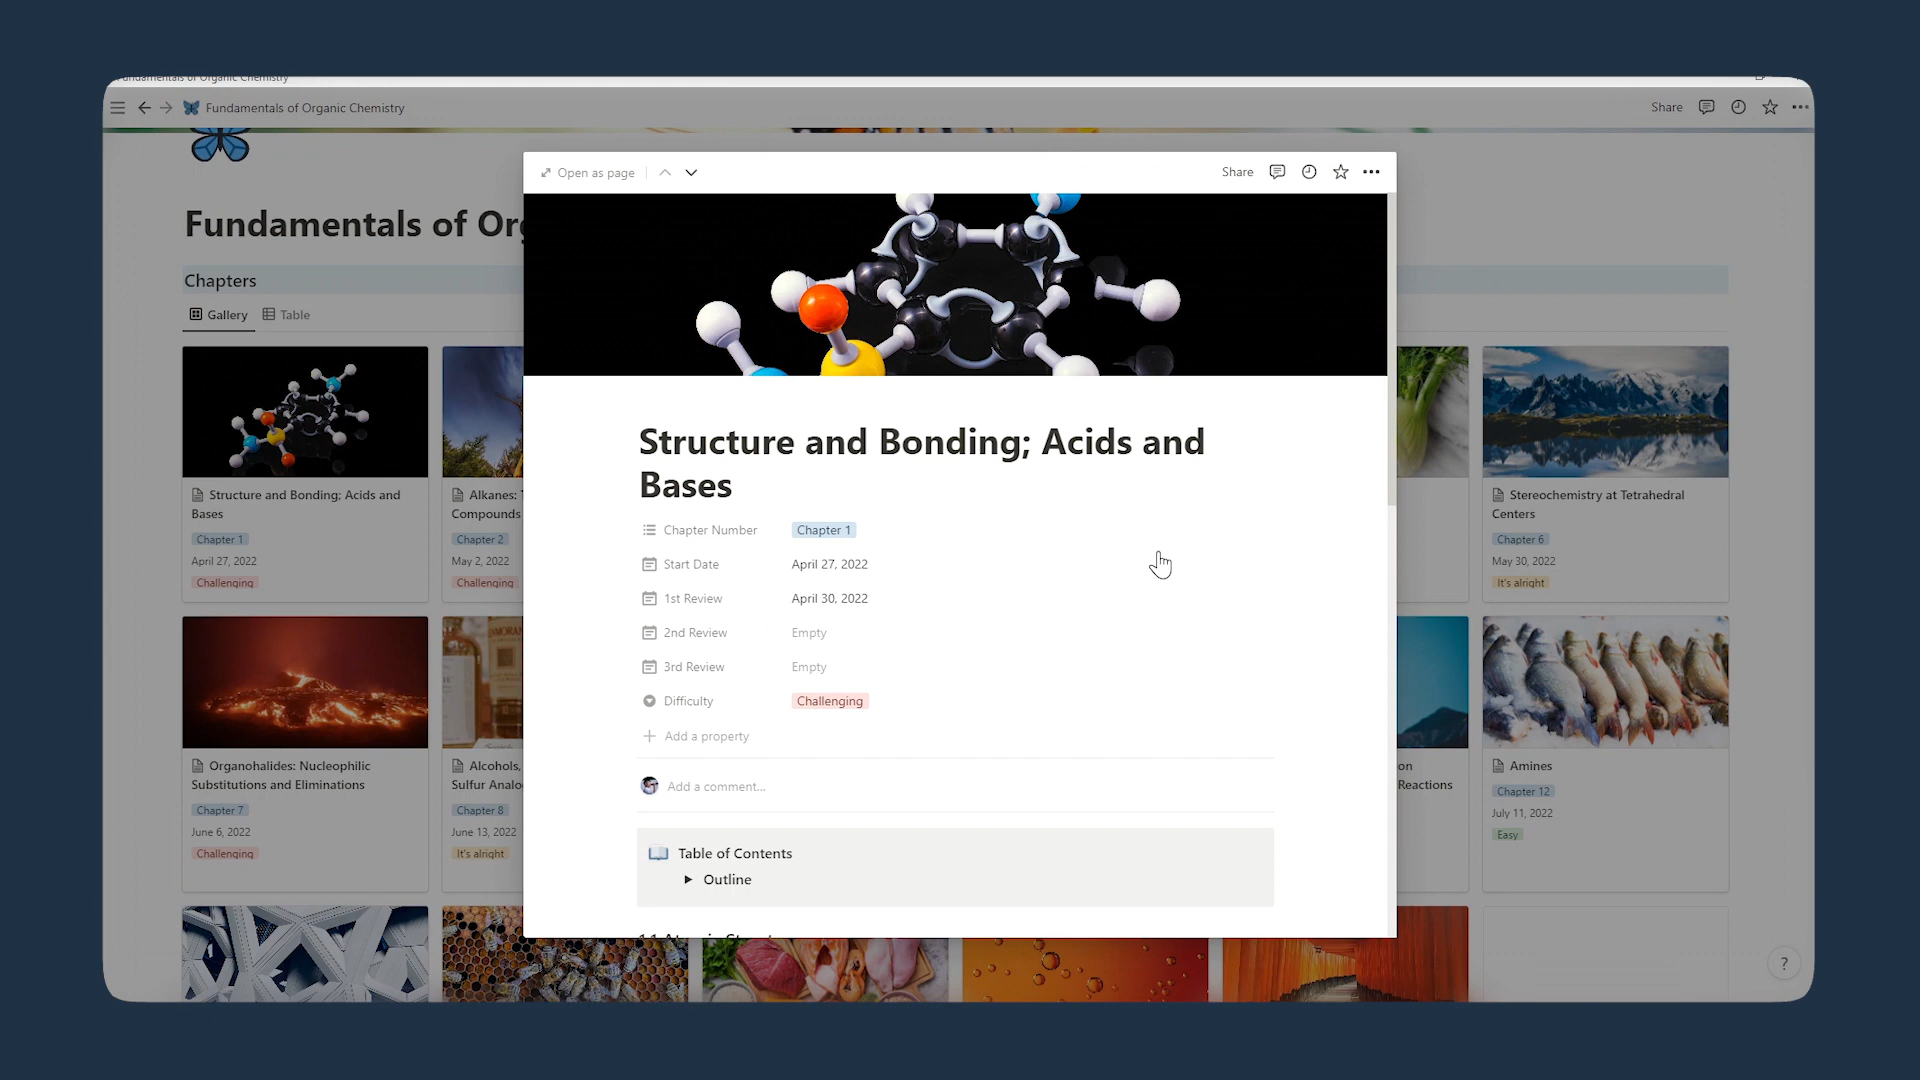 Fundamentals of Organic Chemistry
Fundamentals of Organic Chemistry
Share
Open as page
Share
Fundamentals of
Chapters
Gallery
Table
Structure and Bonding; Acids and
Bases
Chapter 1
April 27, 2022
Challenging
Alkanes:
Compounds
Chapter 2
May 2, 2022
Challenging
Stereochemistry at Tetrahedral
Centers
Chapter 6
May 30, 2022
It's alright
Structure and Bonding; Acids and
Bases
Chapter Number
Chapter 1
Start Date
April 27, 2022
1st Review
April 30, 2022
2nd Review
Empty
3rd Review
Empty
Difficulty
Challenging
Add a property
Add a comment...
Table of Contents
Outline
Organohalides: Nucleophilic
Substitutions and Eliminations
Chapter 7
June 6, 2022
Challenging
Alcohols,
Sulfur
Chapter 8
June 13, 2022
It's alright
Reactions
Amines
Chapter 12
July 11, 2022
Easy
?